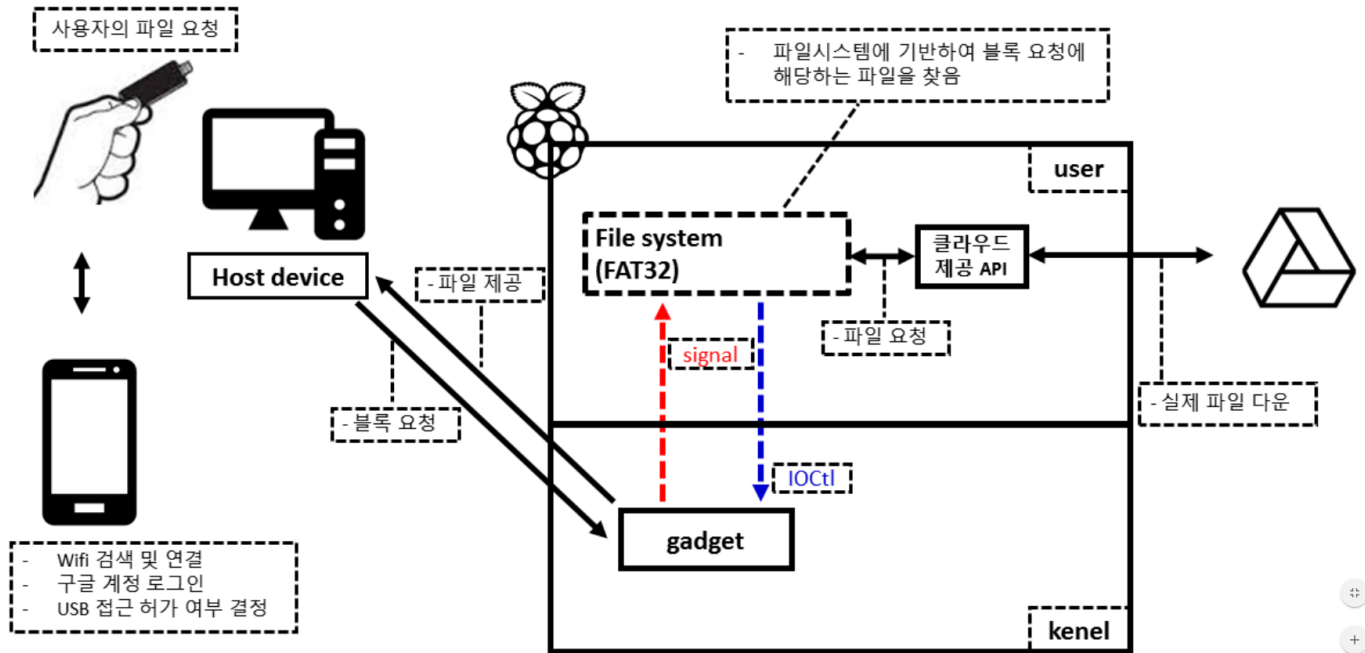 사용자의 파일 요청
- 파일시스템에 기반하여 블록 요청에
해당하는 파일을 찾음
user
File system
(FAT32)
클라우드
제공 API
Host device
- 파일 제공
- 파일 요청
signal
- 블록 요청
- 실제 파일 다운
IOCtl
gadget
- Wifi 검색 및 연결
- 구글 계정 로그인
- USB 접근 허가 여부 결정
kenel